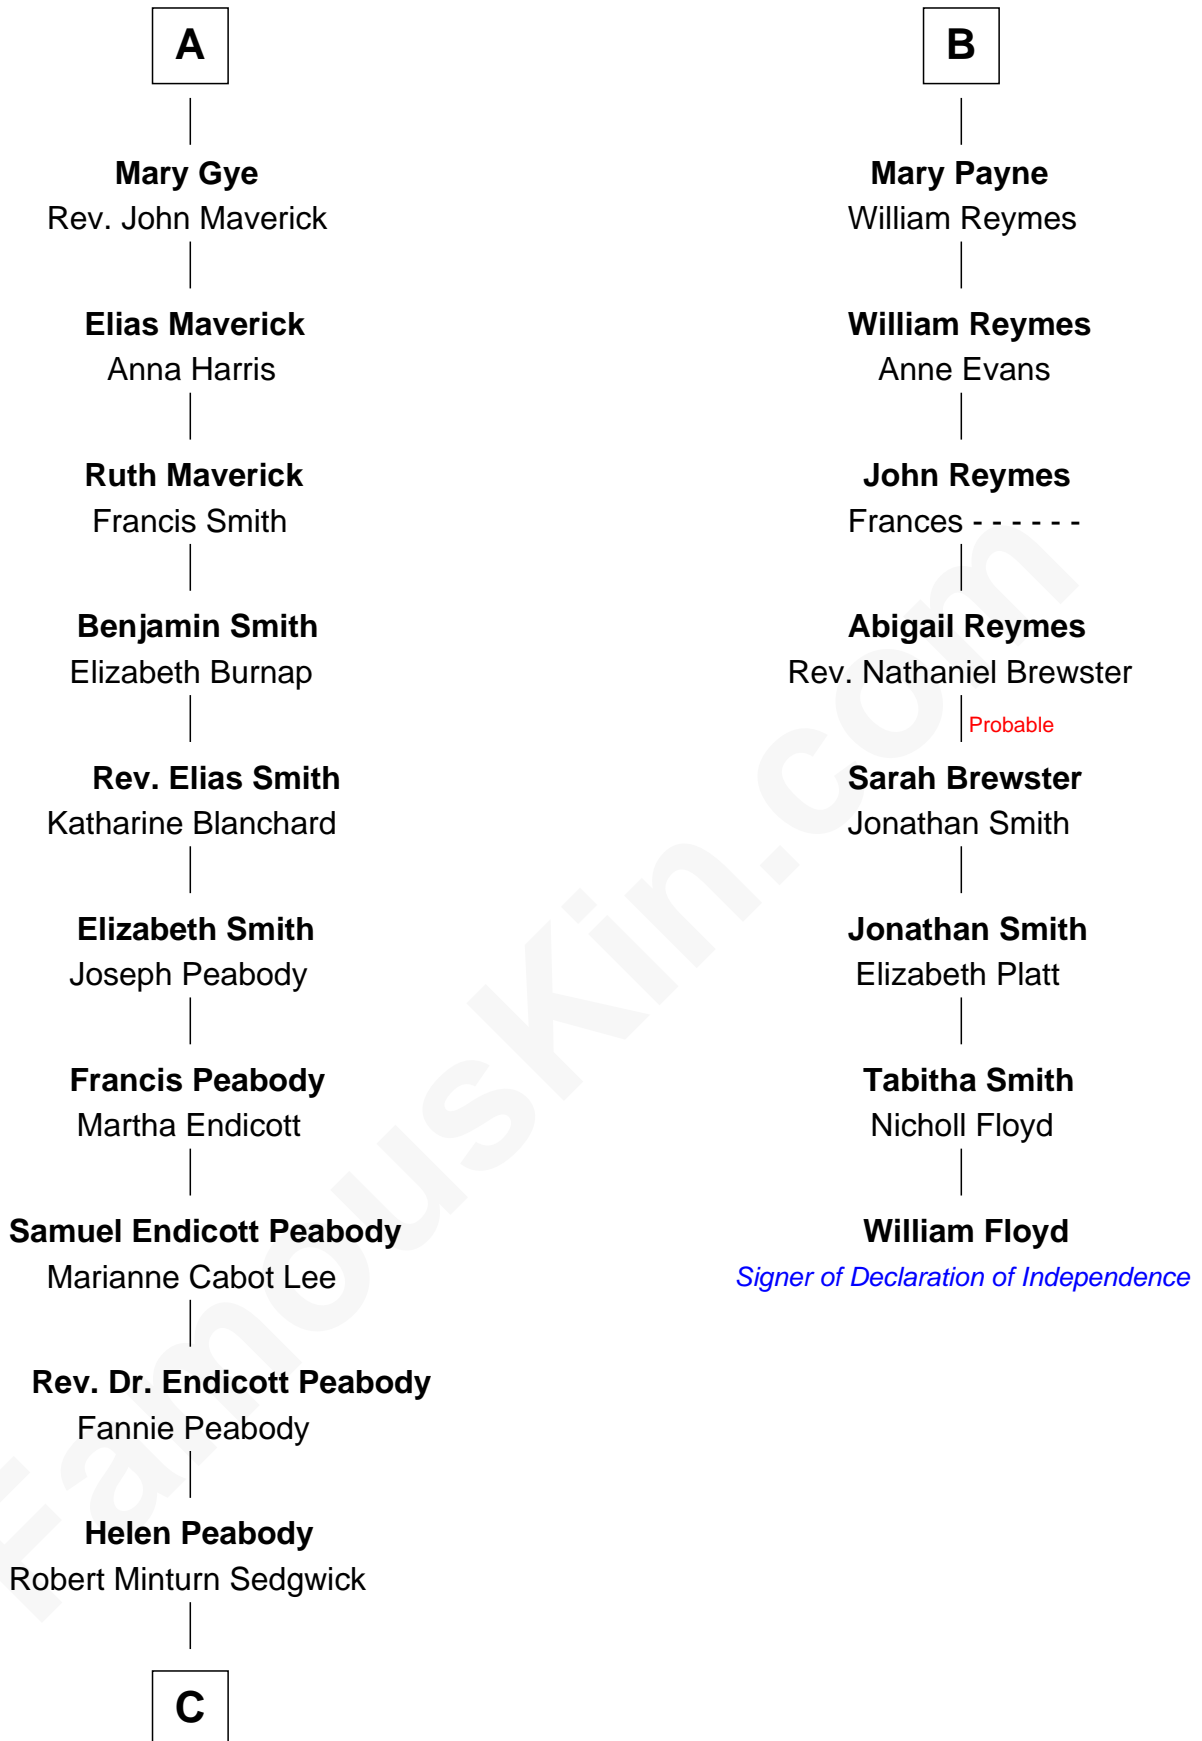 A
Mary Gye
Rev. John Maverick
Elias Maverick
Anna Harris
Ruth Maverick
Francis Smith
Benjamin Smith
Elizabeth Burnap
Rev. Elias Smith
Katharine Blanchard
Elizabeth Smith
Joseph Peabody
Francis Peabody
Martha Endicott
Samuel Endicott Peabody
Marianne Cabot Lee
Rev. Dr. Endicott Peabody
Fannie Peabody
Helen Peabody
Robert Minturn Sedgwick
C
B
Mary Payne
William Reymes
William Reymes
Anne Evans
John Reymes
Frances - - - - - -
Abigail Reymes
Rev. Nathaniel Brewster
Probable
Sarah Brewster
Jonathan Smith
Jonathan Smith
Elizabeth Platt
Tabitha Smith
Nicholl Floyd
William Floyd
Signer of Declaration of Independence
FamousKin.com